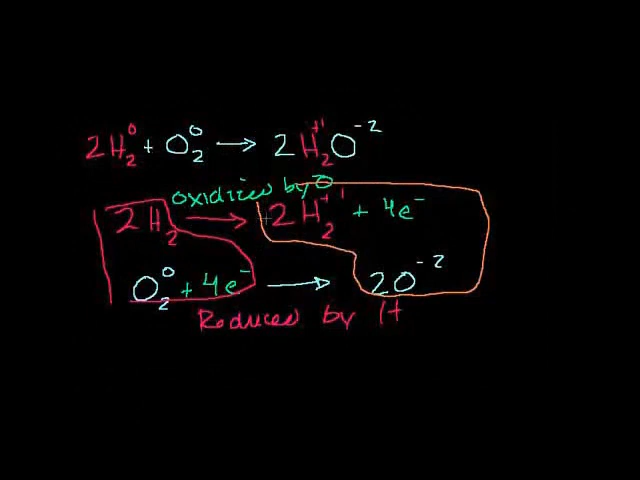 2H₂⁰ + O₂⁰ → 2H₂⁺¹O⁻²
oxidized by O
2H₂ → 2H₂⁺¹ + 4e⁻
O₂⁰ + 4e⁻ → 2O⁻²
Reduced by H